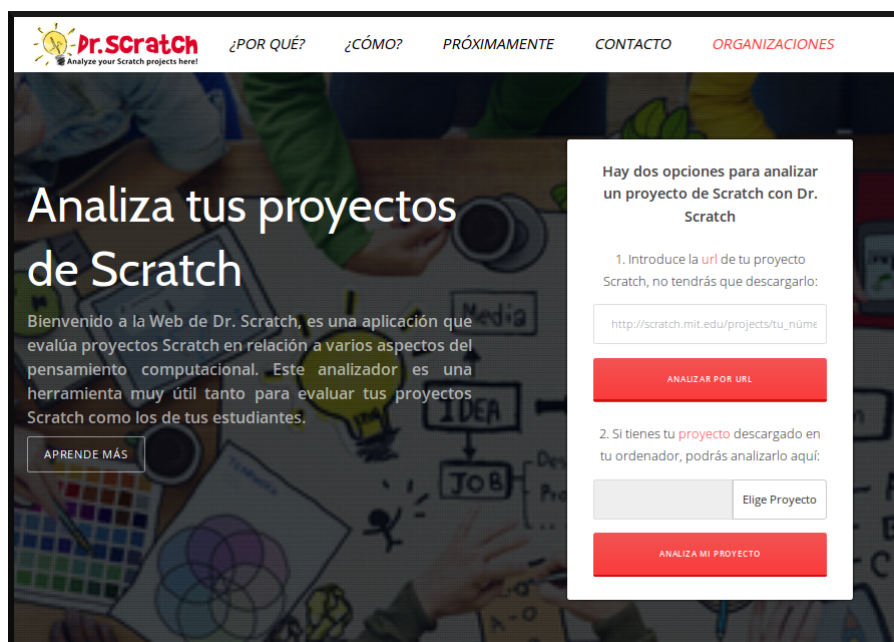 Dr.Scratch
Analyze your Scratch projects here!
¿POR QUÉ?
¿CÓMO?
PRÓXIMAMENTE
CONTACTO
ORGANIZACIONES
Analiza tus proyectos
de Scratch
Bienvenido a la Web de Dr. Scratch, es una aplicación que
evalúa proyectos Scratch en relación a varios aspectos del
pensamiento computacional. Este analizador es una
herramienta muy útil tanto para evaluar tus proyectos
Scratch como los de tus estudiantes.
APRENDE MÁS
Hay dos opciones para analizar
un proyecto de Scratch con Dr.
Scratch
1. Introduce la url de tu proyecto
Scratch, no tendrás que descargarlo:
http://scratch.mit.edu/projects/tu_núme
ANALIZAR POR URL
2. Si tienes tu proyecto descargado en
tu ordenador, podrás analizarlo aquí:
Elige Proyecto
ANALIZA MI PROYECTO
Media
IDEA
JOB
TEAMWORK